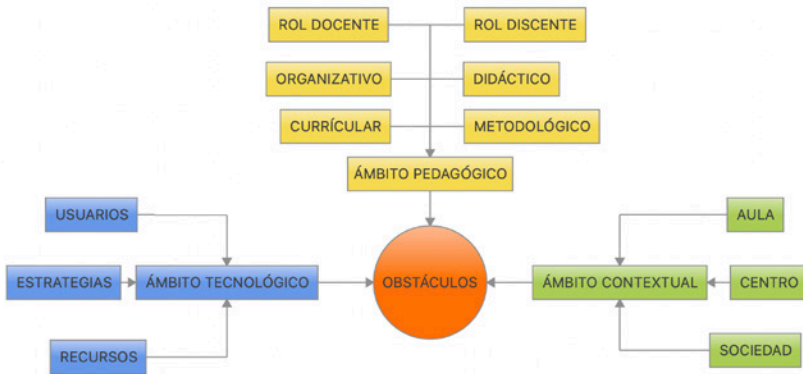 ROL DOCENTE
ROL DISCENTE
ORGANIZATIVO
DIDÁCTICO
CURRÍCULAR
METODOLÓGICO
ÁMBITO PEDAGÓGICO
USUARIOS
AULA
ESTRATEGIAS
ÁMBITO TECNOLÓGICO
OBSTÁCULOS
ÁMBITO CONTEXTUAL
CENTRO
RECURSOS
SOCIEDAD